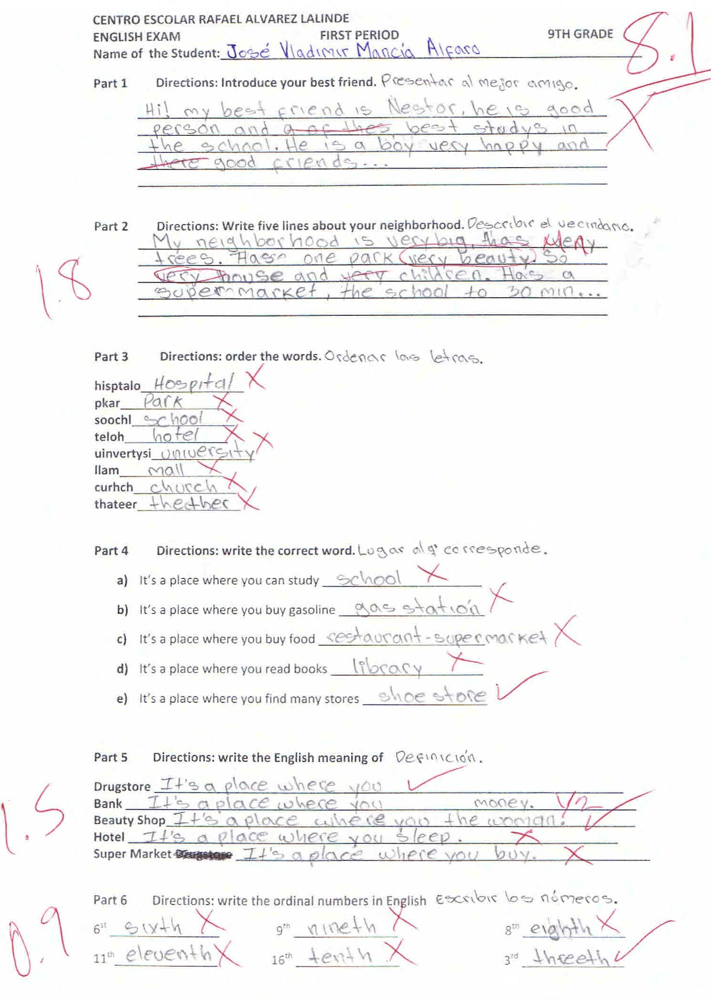 CENTRO ESCOLAR RAFAEL ALVAREZ LALINDE
ENGLISH EXAM FIRST PERIOD 9TH GRADE 8.1
Name of the Student: José Vladimir Mancía Alfaro
Part 1 Directions: Introduce your best friend. Presentar al mejor amigo.
Hi! my best friend is Nestor, he is good
person and a of thes best studys in
the school. He is a boy very happy and
there good friends...
Part 2 Directions: Write five lines about your neighborhood. Describir el vecindario.
My neighborhood is very big, has Meny
trees. Has one park very beauty. So
very house and very children. Has a
super market, the school to 30 min...
1.8
Part 3 Directions: order the words. Ordenar las letras.
hisptalo Hospital X
pkar Park X
soochl school X
teloh hotel X
uinvertysi university X
llam mall X
curhch church X
thateer theather X
Part 4 Directions: write the correct word. Lugar al q' corresponde.
a) It's a place where you can study school X
b) It's a place where you buy gasoline gas statión X
c) It's a place where you buy food restaurant - supermarket X
d) It's a place where you read books library X
e) It's a place where you find many stores shoe store ✓
Part 5 Directions: write the English meaning of Definición.
Drugstore It's a place where you ✓
Bank It's a place where you money. 1/2
Beauty Shop It's a place where you the woman. ✓
Hotel It's a place where you sleep. X
Super Market Drugstore It's a place where you buy. X
1.5
Part 6 Directions: write the ordinal numbers in English Escribir los números.
6st sixth X 9th nineth X 8th eighth X
11th eleventh X 16th tenth X 3rd threeth ✓
0.9